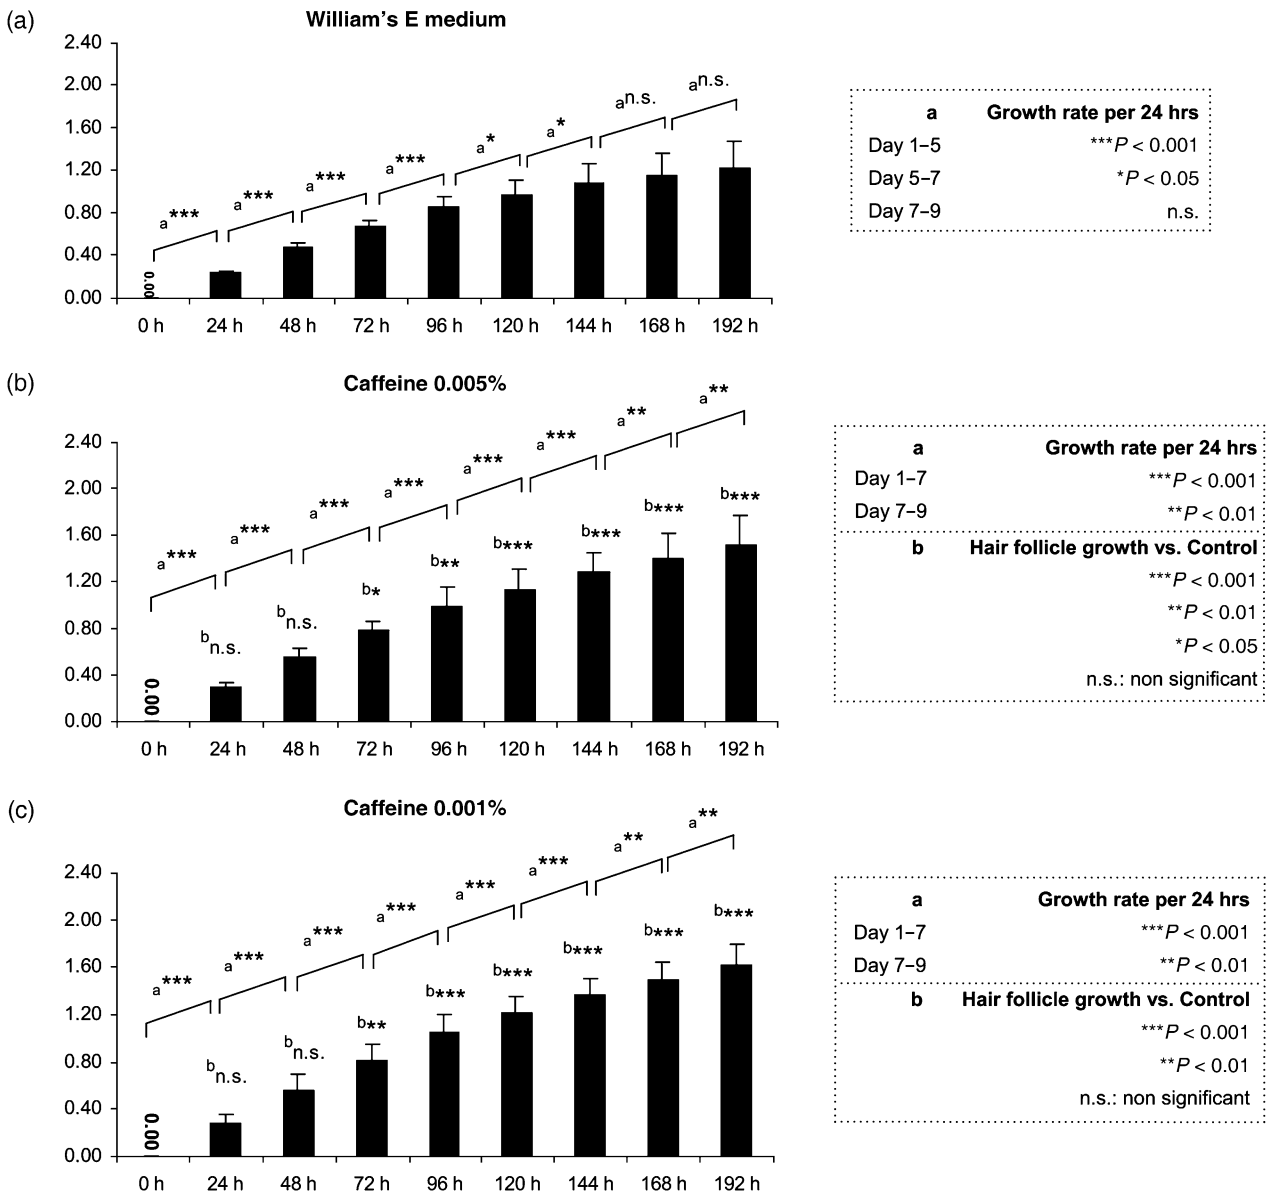 (a)
William's E medium
2.40
2.00
1.60
1.20
0.80
0.40
0.00
a***
a***
a***
a***
a*
a*
an.s.
an.s.
0.00
0 h 24 h 48 h 72 h 96 h 120 h 144 h 168 h 192 h
a Growth rate per 24 hrs
Day 1–5 ***P < 0.001
Day 5–7 *P < 0.05
Day 7–9 n.s.
(b)
Caffeine 0.005%
2.40
2.00
1.60
1.20
0.80
0.40
0.00
a***
a***
a***
a***
a***
a***
a**
a**
0.00
bn.s.
bn.s.
b*
b**
b***
b***
b***
b***
0 h 24 h 48 h 72 h 96 h 120 h 144 h 168 h 192 h
a Growth rate per 24 hrs
Day 1–7 ***P < 0.001
Day 7–9 **P < 0.01
b Hair follicle growth vs. Control
***P < 0.001
**P < 0.01
*P < 0.05
n.s.: non significant
(c)
Caffeine 0.001%
2.40
2.00
1.60
1.20
0.80
0.40
0.00
a***
a***
a***
a***
a***
a***
a**
a**
0.00
bn.s.
bn.s.
b**
b***
b***
b***
b***
b***
0 h 24 h 48 h 72 h 96 h 120 h 144 h 168 h 192 h
a Growth rate per 24 hrs
Day 1–7 ***P < 0.001
Day 7–9 **P < 0.01
b Hair follicle growth vs. Control
***P < 0.001
**P < 0.01
n.s.: non significant